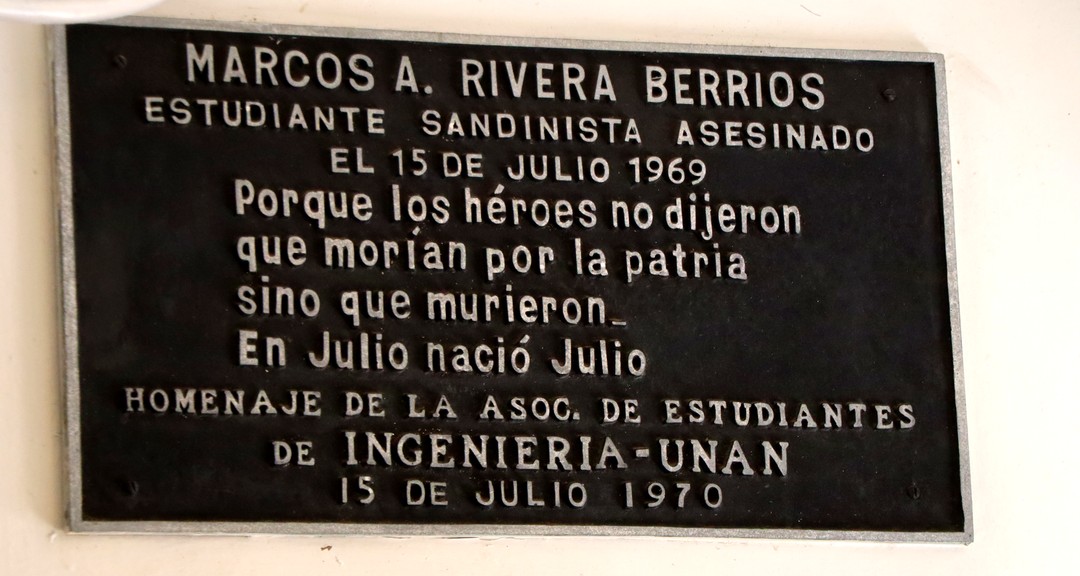 MARCOS A. RIVERA BERRIOS
ESTUDIANTE SANDINISTA ASESINADO
EL 15 DE JULIO 1969
Porque los héroes no dijeron
que morían por la patria
sino que murieron_
En Julio nació Julio
HOMENAJE DE LA ASOC. DE ESTUDIANTES
DE INGENIERIA-UNAN
15 DE JULIO 1970